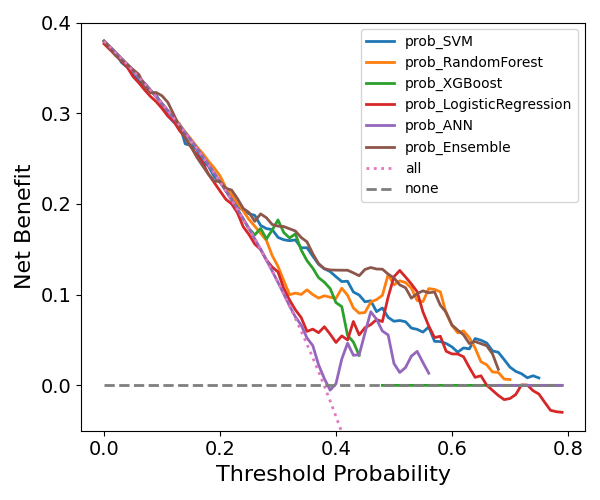 0.4
0.3
0.2
0.1
0.0
Net Benefit
prob_SVM
prob_RandomForest
prob_XGBoost
prob_LogisticRegression
prob_ANN
prob_Ensemble
all
none
0.0 0.2 0.4 0.6 0.8
Threshold Probability